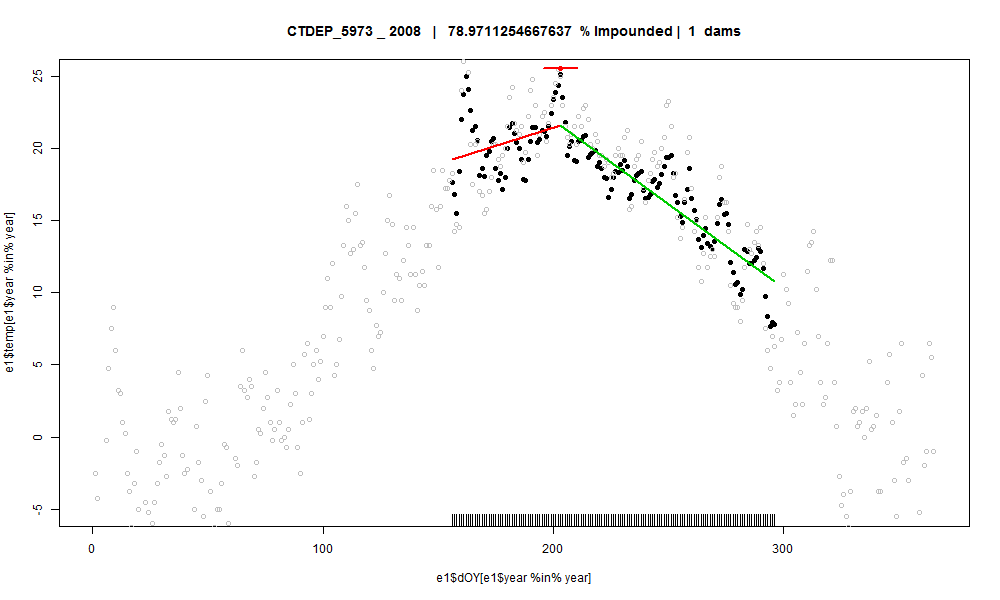 CTDEP_5973 _ 2008 | 78.9711254667637 % Impounded | 1 dams
e1$temp[e1$year %in% year]
25
20
15
10
5
0
-5
0 100 200 300
e1$dOY[e1$year %in% year]